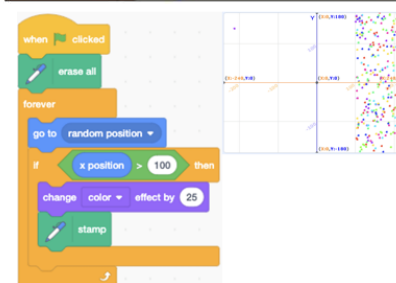 when clicked
erase all
forever
go to random position
if x position > 100 then
change color effect by 25
stamp
Y (X:0,Y:180)
(X:-240,Y:0)
(X:0,Y:0)
(X:0,Y:-180)